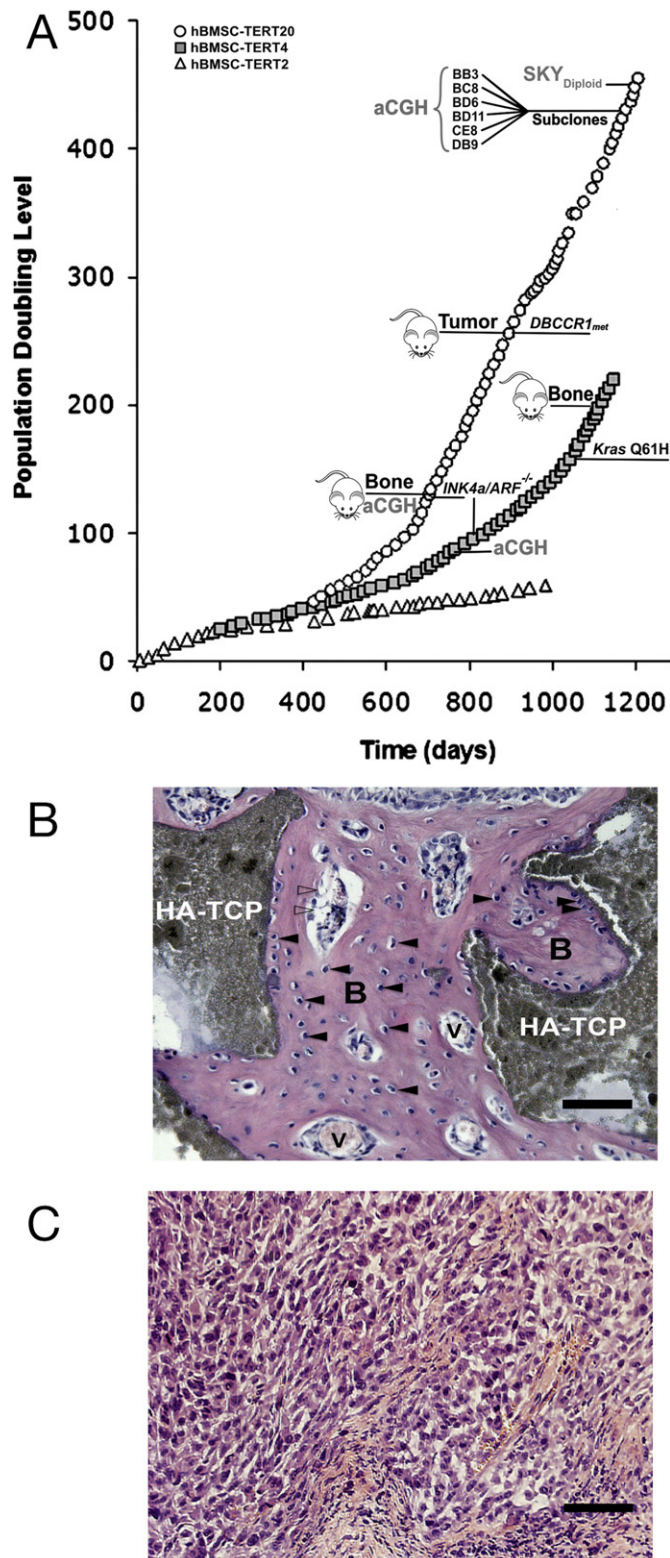 A
hBMSC-TERT20
hBMSC-TERT4
hBMSC-TERT2
aCGH
BB3
BC8
BD6
BD11
CE8
DB9
SKY Diploid
Subclones
Tumor
DBCCR1met
Bone
Kras Q61H
Bone
aCGH
INK4a/ARF-/-
aCGH
Population Doubling Level
500
400
300
200
100
0
0 200 400 600 800 1000 1200
Time (days)
B
HA-TCP
B
B
HA-TCP
V
V
C